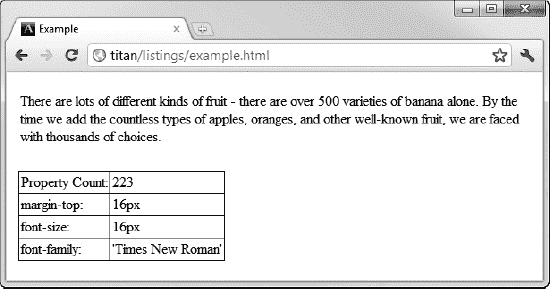 Example
titan/listings/example.html
There are lots of different kinds of fruit - there are over 500 varieties of banana alone. By the
time we add the countless types of apples, oranges, and other well-known fruit, we are faced
with thousands of choices.
Property Count: 223
margin-top: 16px
font-size: 16px
font-family: 'Times New Roman'